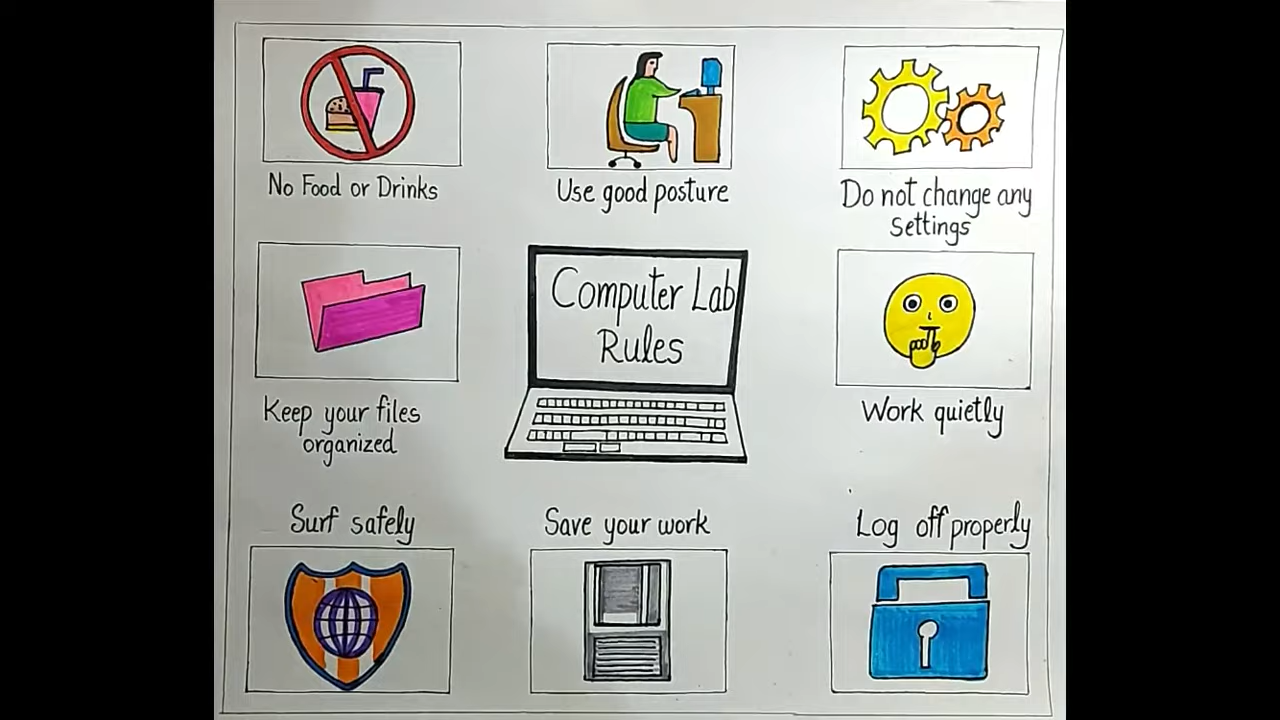 No Food or Drinks
Use good posture
Do not change any
settings
Computer Lab
Rules
Keep your files
organized
Work quietly
Surf safely
Save your work
Log off properly